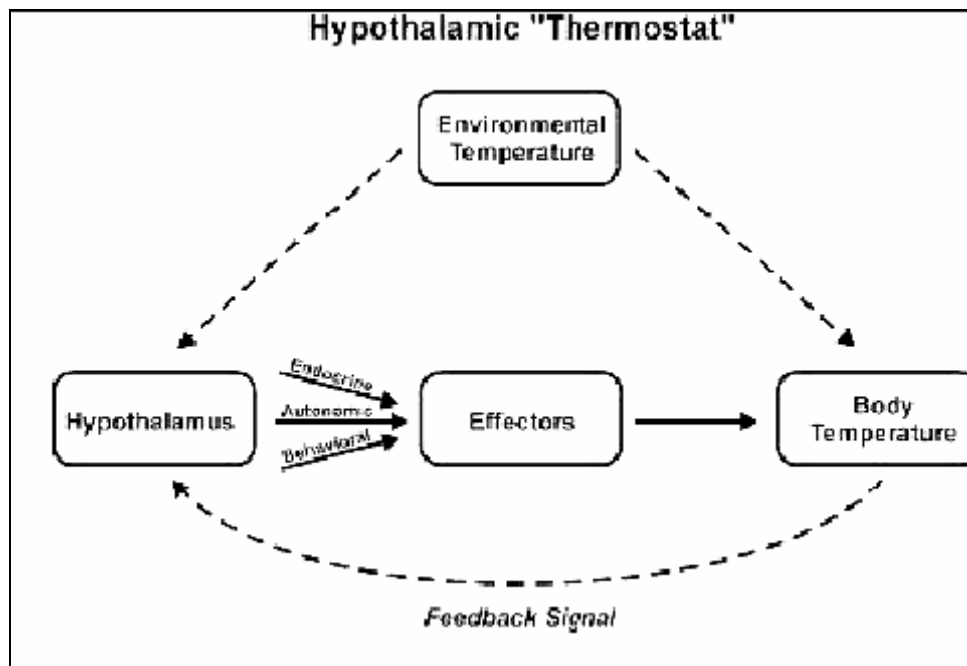 Hypothalamic "Thermostat"
Environmental
Temperature
Hypothalamus
Endocrine
Autonomic
Behavioral
Effectors
Body
Temperature
Feedback Signal